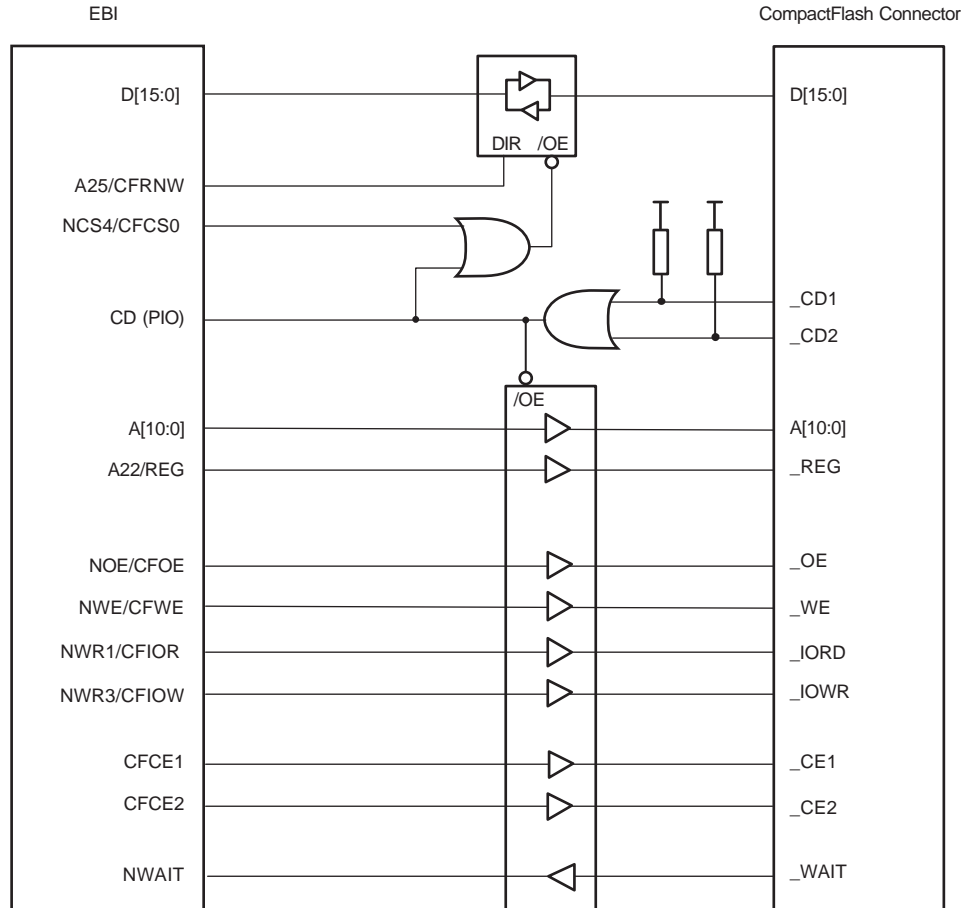 EBI
CompactFlash Connector
D[15:0]
D[15:0]
DIR /OE
A25/CFRNW
NCS4/CFCS0
_CD1
CD (PIO)
_CD2
/OE
A[10:0]
A[10:0]
A22/REG
_REG
NOE/CFOE
_OE
NWE/CFWE
_WE
NWR1/CFIOR
_IORD
NWR3/CFIOW
_IOWR
CFCE1
_CE1
CFCE2
_CE2
NWAIT
_WAIT